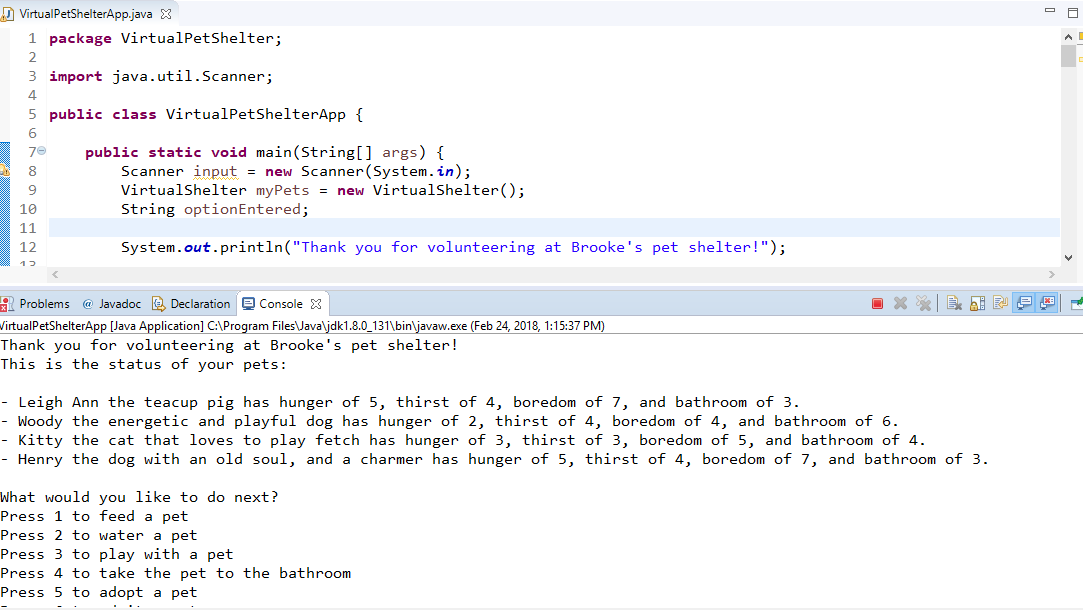 VirtualPetShelterApp.java
1 package VirtualPetShelter;
2
3 import java.util.Scanner;
4
5 public class VirtualPetShelterApp {
6
7 public static void main(String[] args) {
8 Scanner input = new Scanner(System.in);
9 VirtualShelter myPets = new VirtualShelter();
10 String optionEntered;
11
12 System.out.println("Thank you for volunteering at Brooke's pet shelter!");
13
Problems @ Javadoc Declaration Console
VirtualPetShelterApp [Java Application] C:\Program Files\Java\jdk1.8.0_131\bin\javaw.exe (Feb 24, 2018, 1:15:37 PM)
Thank you for volunteering at Brooke's pet shelter!
This is the status of your pets:
- Leigh Ann the teacup pig has hunger of 5, thirst of 4, boredom of 7, and bathroom of 3.
- Woody the energetic and playful dog has hunger of 2, thirst of 4, boredom of 4, and bathroom of 6.
- Kitty the cat that loves to play fetch has hunger of 3, thirst of 3, boredom of 5, and bathroom of 4.
- Henry the dog with an old soul, and a charmer has hunger of 5, thirst of 4, boredom of 7, and bathroom of 3.
What would you like to do next?
Press 1 to feed a pet
Press 2 to water a pet
Press 3 to play with a pet
Press 4 to take the pet to the bathroom
Press 5 to adopt a pet